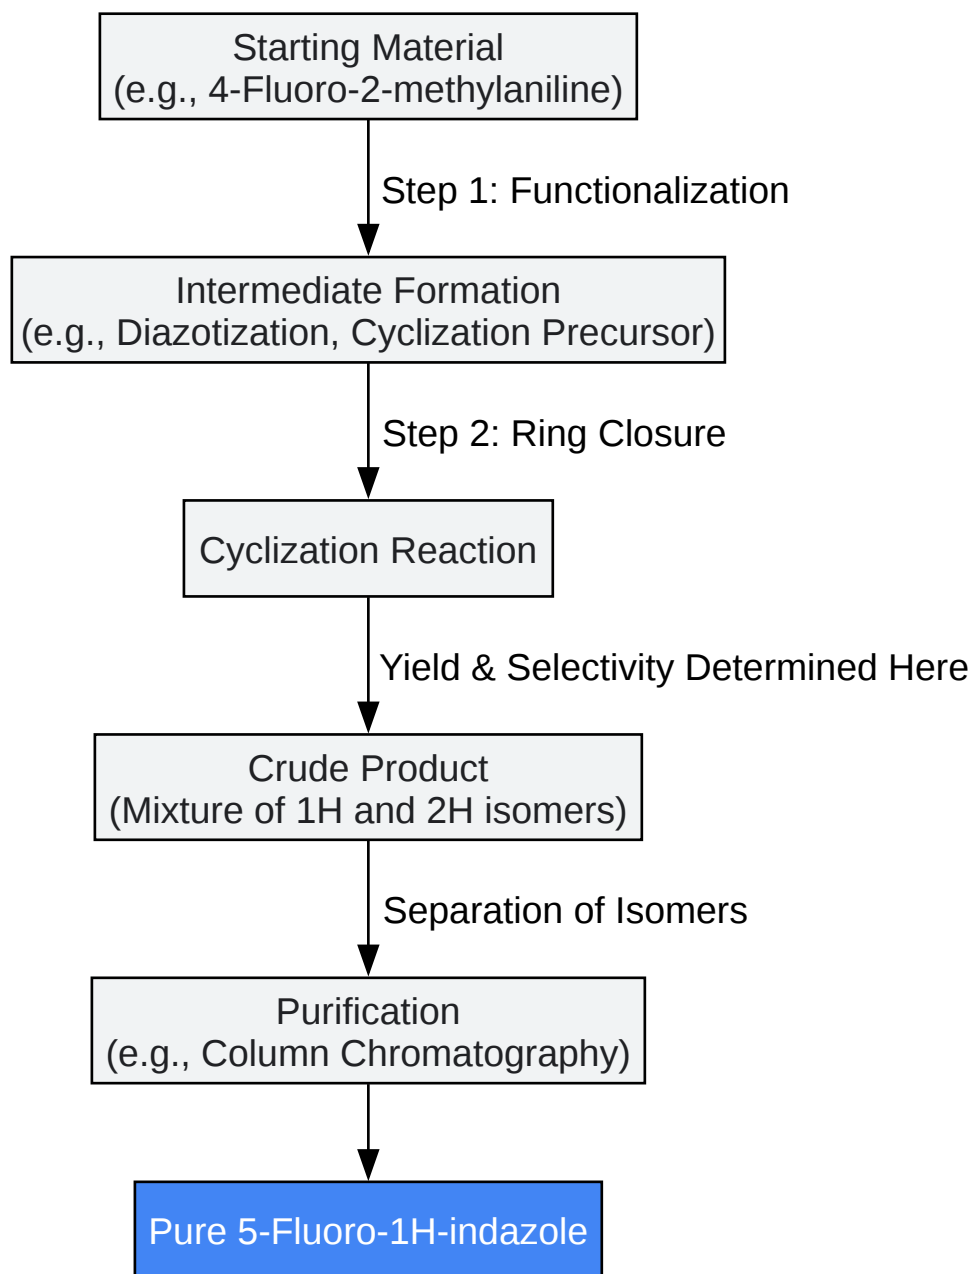 Starting Material
(e.g., 4-Fluoro-2-methylaniline)
Step 1: Functionalization
Intermediate Formation
(e.g., Diazotization, Cyclization Precursor)
Step 2: Ring Closure
Cyclization Reaction
Yield & Selectivity Determined Here
Crude Product
(Mixture of 1H and 2H isomers)
Separation of Isomers
Purification
(e.g., Column Chromatography)
Pure 5-Fluoro-1H-indazole